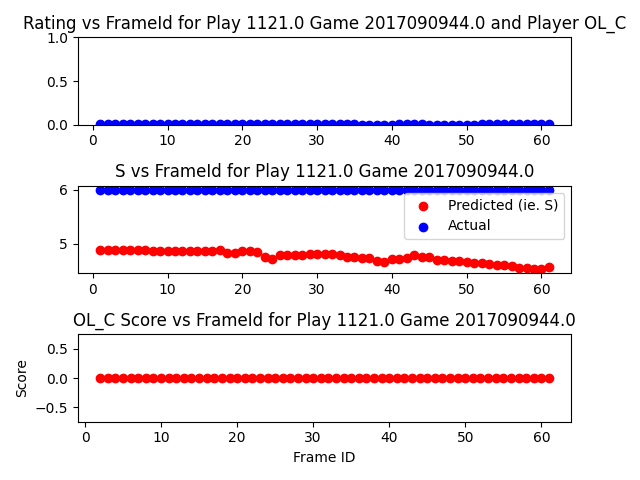 Rating vs FrameId for Play 1121.0 Game 2017090944.0 and Player OL_C
1.0
0.5
0.0
0 10 20 30 40 50 60
S vs FrameId for Play 1121.0 Game 2017090944.0
6
5
Predicted (ie. S)
Actual
0 10 20 30 40 50 60
OL_C Score vs FrameId for Play 1121.0 Game 2017090944.0
Score
0.5
0.0
−0.5
0 10 20 30 40 50 60
Frame ID